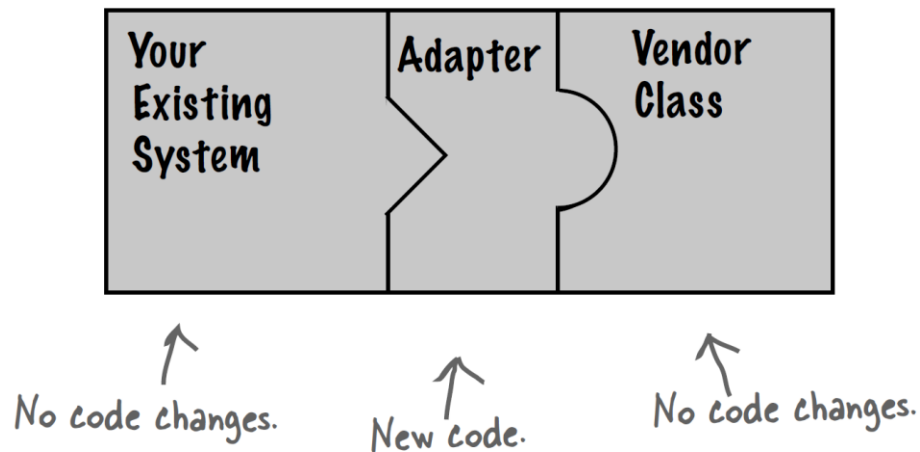 Your
Existing
System
Adapter
Vendor
Class
No code changes.
New code.
No code changes.